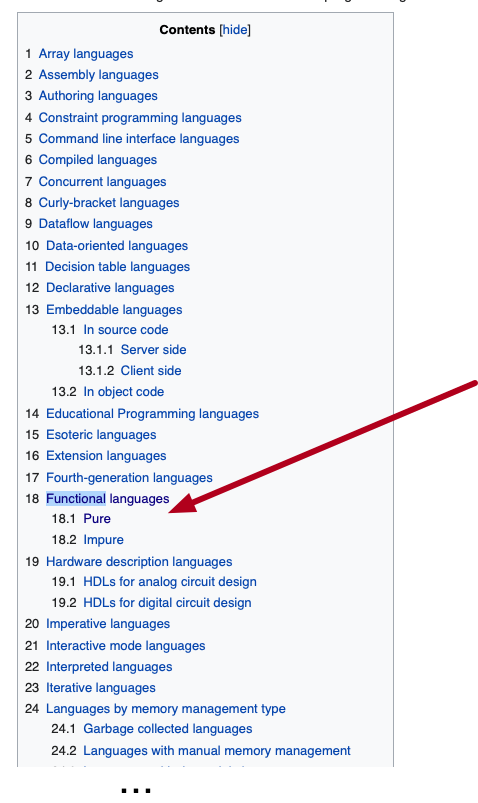 Contents [hide]
1 Array languages
2 Assembly languages
3 Authoring languages
4 Constraint programming languages
5 Command line interface languages
6 Compiled languages
7 Concurrent languages
8 Curly-bracket languages
9 Dataflow languages
10 Data-oriented languages
11 Decision table languages
12 Declarative languages
13 Embeddable languages
13.1 In source code
13.1.1 Server side
13.1.2 Client side
13.2 In object code
14 Educational Programming languages
15 Esoteric languages
16 Extension languages
17 Fourth-generation languages
18 Functional languages
18.1 Pure
18.2 Impure
19 Hardware description languages
19.1 HDLs for analog circuit design
19.2 HDLs for digital circuit design
20 Imperative languages
21 Interactive mode languages
22 Interpreted languages
23 Iterative languages
24 Languages by memory management type
24.1 Garbage collected languages
24.2 Languages with manual memory management
...